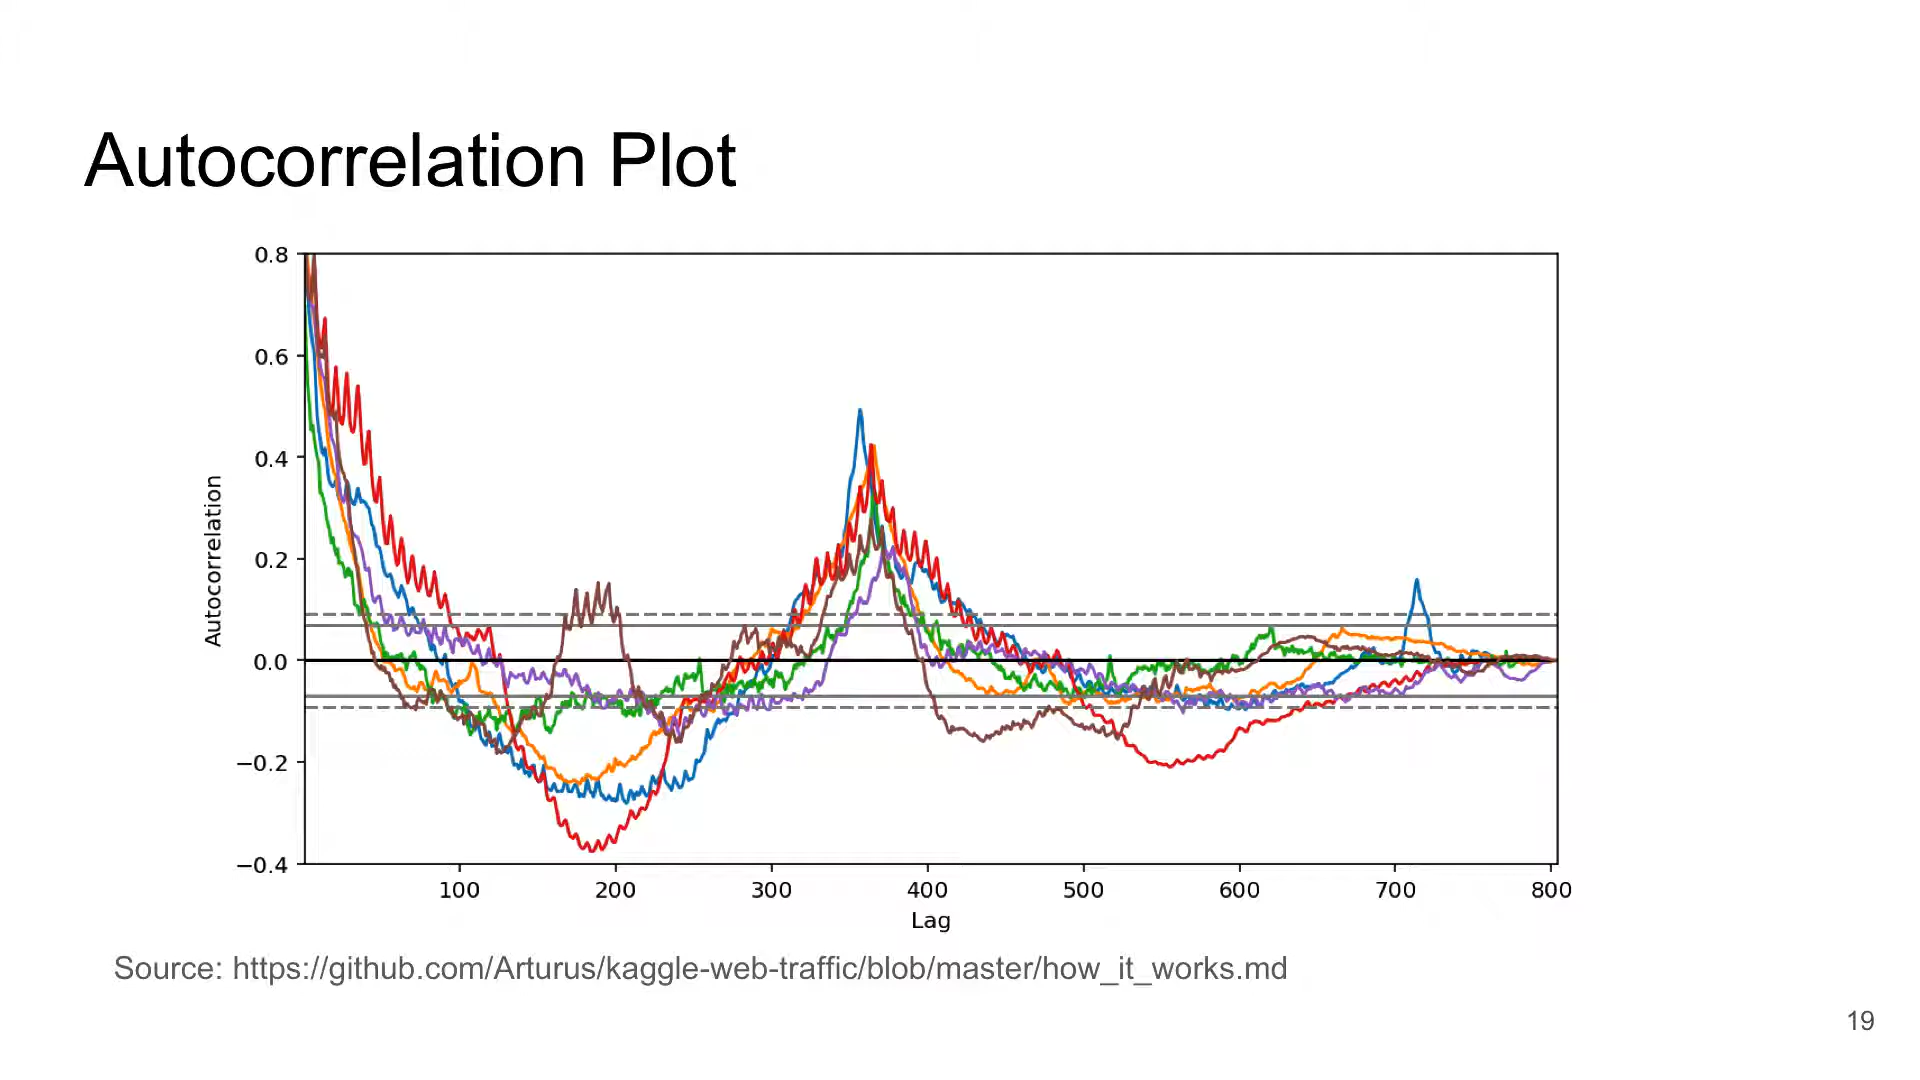 Autocorrelation Plot
0.8
0.6
0.4
0.2
0.0
−0.2
−0.4
Autocorrelation
100 200 300 400 500 600 700 800
Lag
Source: https://github.com/Arturus/kaggle-web-traffic/blob/master/how_it_works.md
19